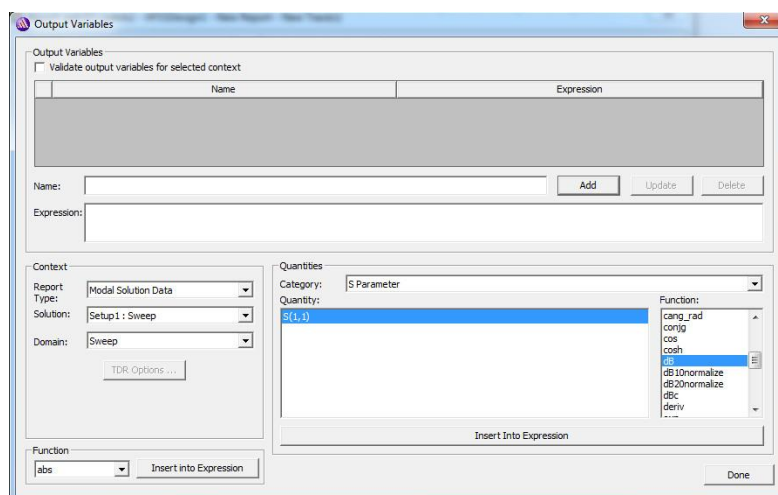 Output Variables
Output Variables
Validate output variables for selected context
Name Expression
Name: Add Update Delete
Expression:
Context
Report Type: Modal Solution Data
Solution: Setup1 : Sweep
Domain: Sweep
TDR Options ...
Function
abs Insert into Expression
Quantities
Category: S Parameter
Quantity: Function:
S(1,1)
cang_rad
conjg
cos
cosh
dB
dB10normalize
dB20normalize
dBc
deriv
Insert Into Expression
Done